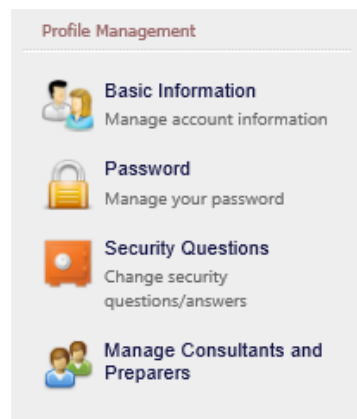 Profile Management
Basic Information
Manage account information
Password
Manage your password
Security Questions
Change security
questions/answers
Manage Consultants and
Preparers